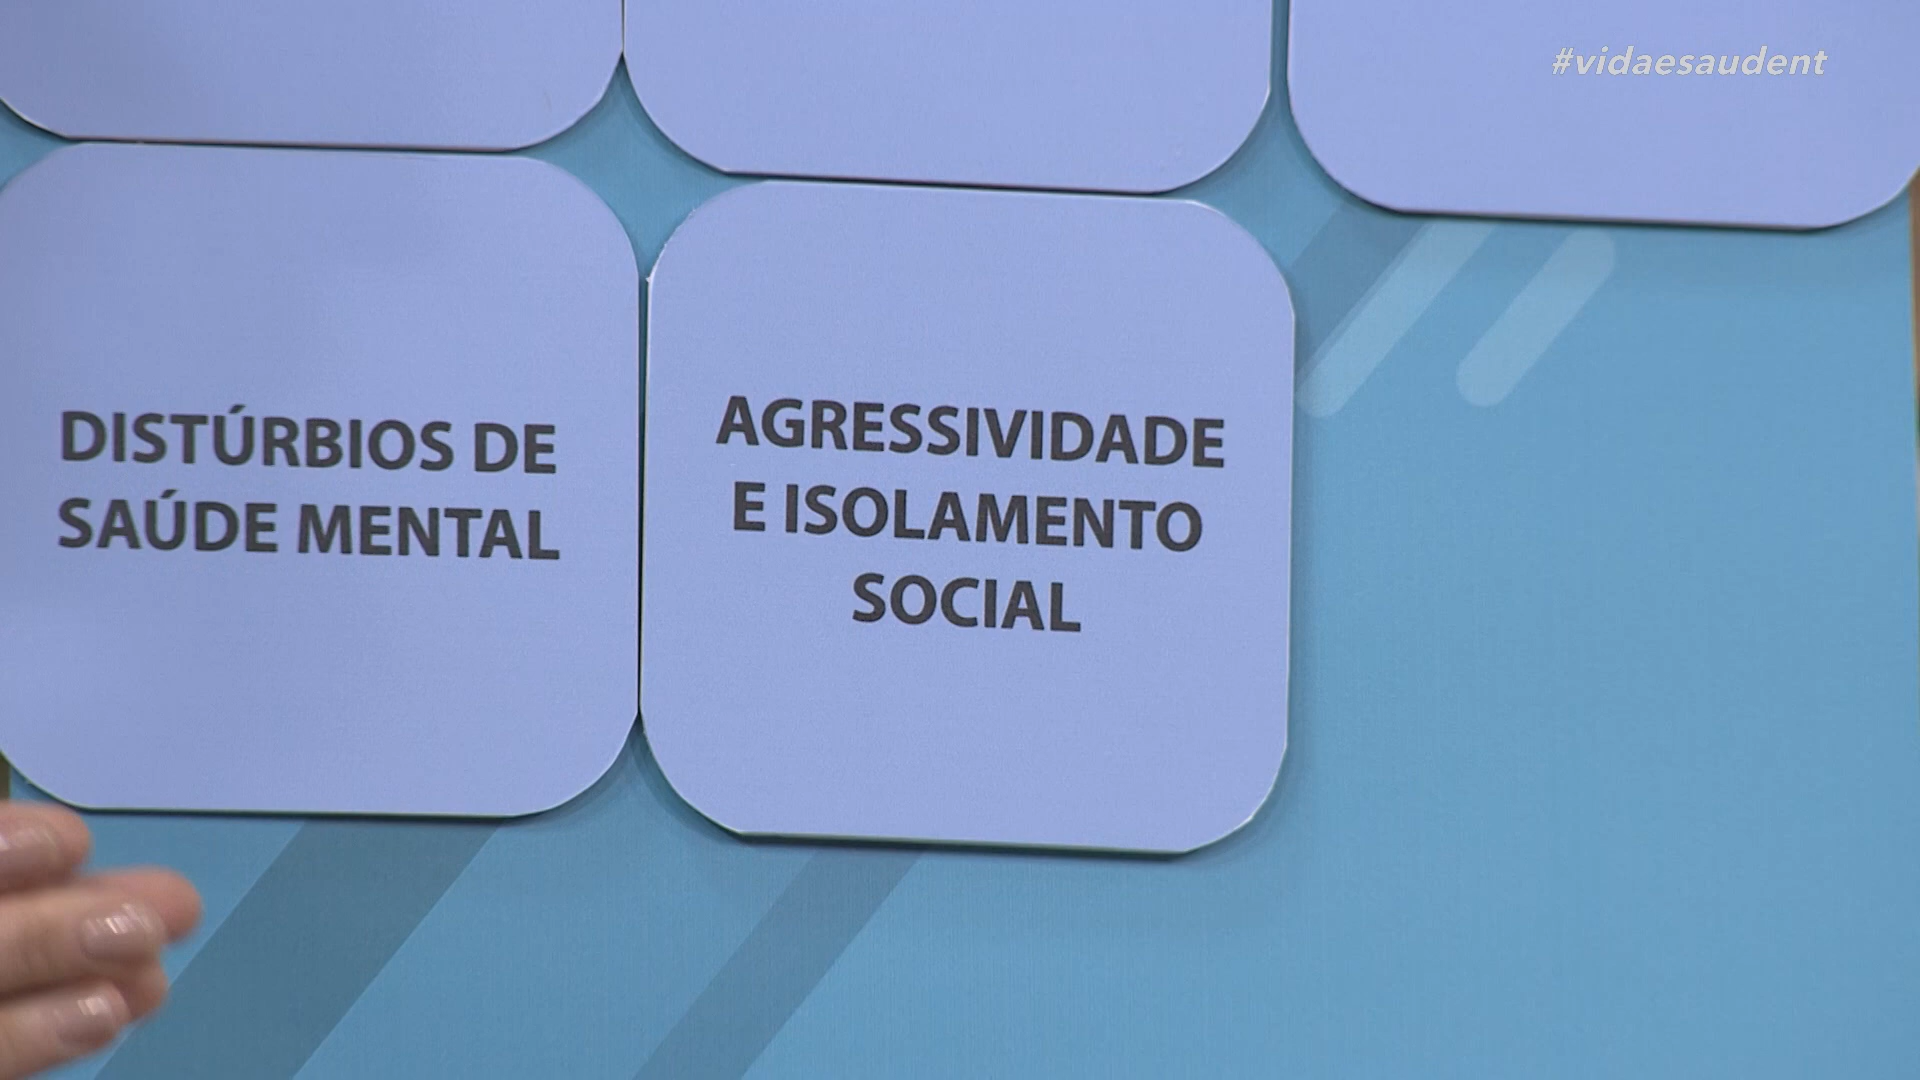 #vidaesaudent
DISTÚRBIOS DE
SAÚDE MENTAL
AGRESSIVIDADE
E ISOLAMENTO
SOCIAL